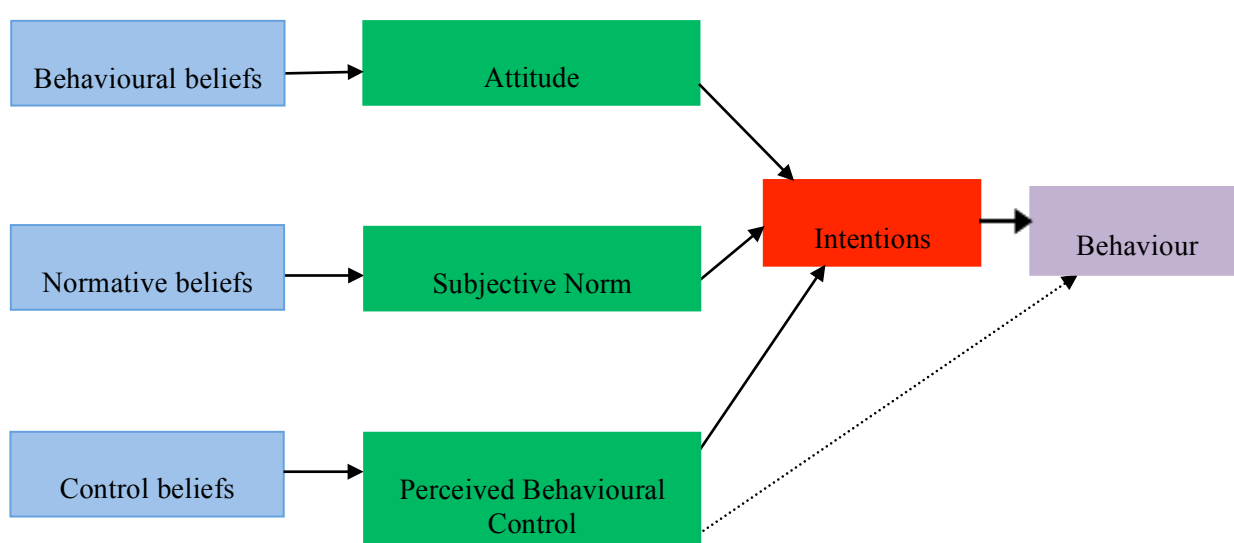 Behavioural beliefs
Attitude
Intentions
Behaviour
Normative beliefs
Subjective Norm
Control beliefs
Perceived Behavioural
Control